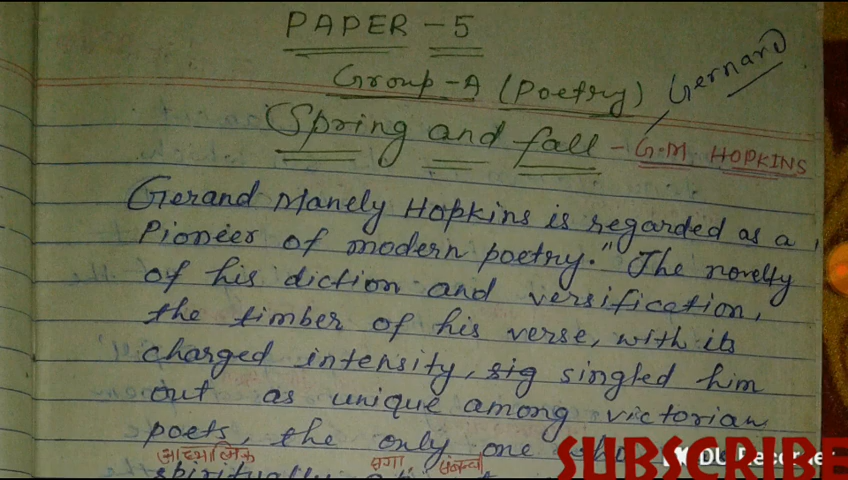 PAPER - 5
Group - A (Poetry)
Gernard
Spring and fall - G.M HOPKINS
Gerand Manely Hopkins is regarded as a
Pioneer of modern poetry." The novelty
of his diction and versification,
the timber of his verse, with its
charged intensity, sig singled him
out as unique among victorian
poets, the only one
आध्यात्मिक
spiritually
SUBSCRIBE